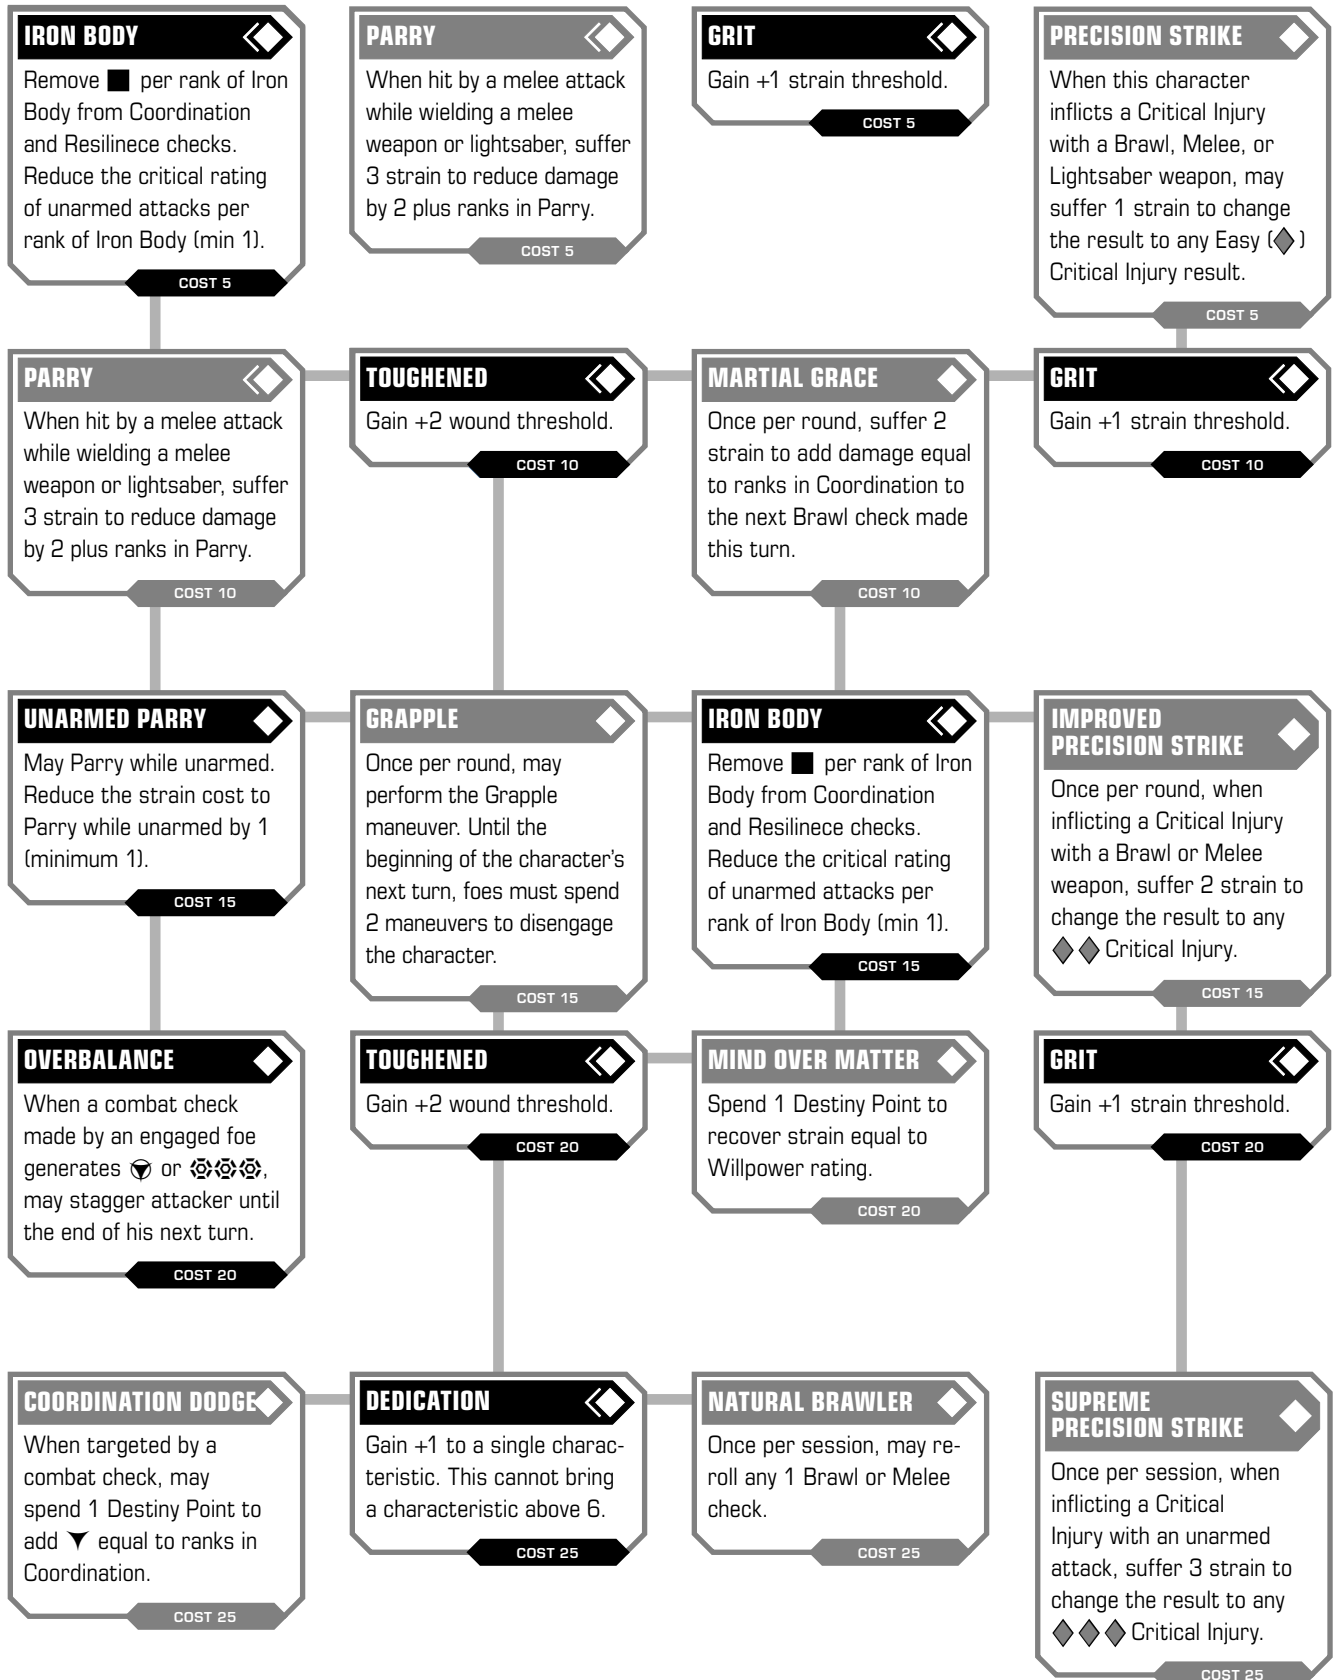 IRON BODY
Remove per rank of Iron
Body from Coordination
and Resilinece checks.
Reduce the critical rating
of unarmed attacks per
rank of Iron Body (min 1).
COST 5
PARRY
When hit by a melee attack
while wielding a melee
weapon or lightsaber, suffer
3 strain to reduce damage
by 2 plus ranks in Parry.
COST 5
GRIT
Gain +1 strain threshold.
COST 5
PRECISION STRIKE
When this character
inflicts a Critical Injury
with a Brawl, Melee, or
Lightsaber weapon, may
suffer 1 strain to change
the result to any Easy ( )
Critical Injury result.
COST 5
PARRY
When hit by a melee attack
while wielding a melee
weapon or lightsaber, suffer
3 strain to reduce damage
by 2 plus ranks in Parry.
COST 10
TOUGHENED
Gain +2 wound threshold.
COST 10
MARTIAL GRACE
Once per round, suffer 2
strain to add damage equal
to ranks in Coordination to
the next Brawl check made
this turn.
COST 10
GRIT
Gain +1 strain threshold.
COST 10
UNARMED PARRY
May Parry while unarmed.
Reduce the strain cost to
Parry while unarmed by 1
(minimum 1).
COST 15
GRAPPLE
Once per round, may
perform the Grapple
maneuver. Until the
beginning of the character's
next turn, foes must spend
2 maneuvers to disengage
the character.
COST 15
IRON BODY
Remove per rank of Iron
Body from Coordination
and Resilinece checks.
Reduce the critical rating
of unarmed attacks per
rank of Iron Body (min 1).
COST 15
IMPROVED
PRECISION STRIKE
Once per round, when
inflicting a Critical Injury
with a Brawl or Melee
weapon, suffer 2 strain to
change the result to any
Critical Injury.
COST 15
OVERBALANCE
When a combat check
made by an engaged foe
generates or ,
may stagger attacker until
the end of his next turn.
COST 20
TOUGHENED
Gain +2 wound threshold.
COST 20
MIND OVER MATTER
Spend 1 Destiny Point to
recover strain equal to
Willpower rating.
COST 20
GRIT
Gain +1 strain threshold.
COST 20
COORDINATION DODGE
When targeted by a
combat check, may
spend 1 Destiny Point to
add equal to ranks in
Coordination.
COST 25
DEDICATION
Gain +1 to a single charac-
teristic. This cannot bring
a characteristic above 6.
COST 25
NATURAL BRAWLER
Once per session, may re-
roll any 1 Brawl or Melee
check.
COST 25
SUPREME
PRECISION STRIKE
Once per session, when
inflicting a Critical
Injury with an unarmed
attack, suffer 3 strain to
change the result to any
Critical Injury.
COST 25